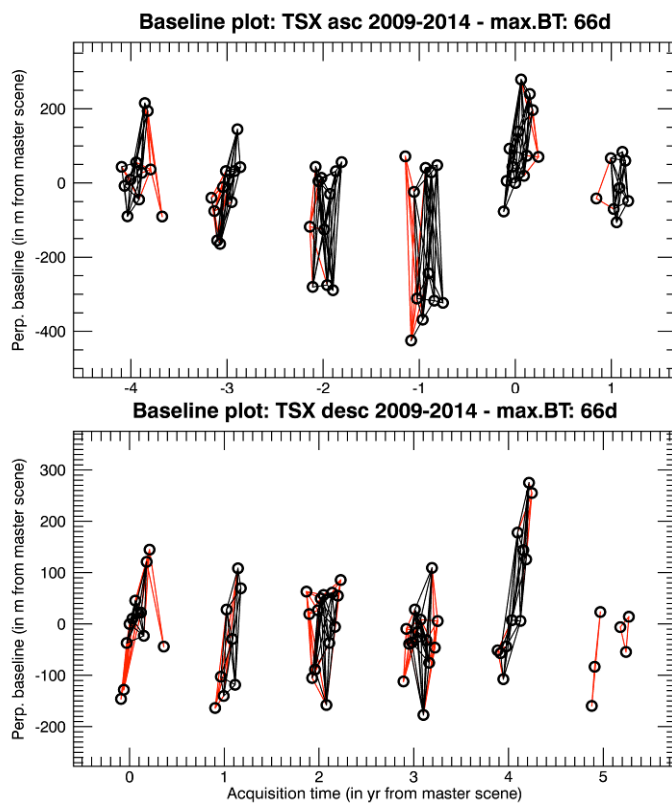 Baseline plot: TSX asc 2009-2014 - max.BT: 66d
Perp. baseline (in m from master scene)
200
0
-200
-400
-4 -3 -2 -1 0 1
Baseline plot: TSX desc 2009-2014 - max.BT: 66d
Perp. baseline (in m from master scene)
300
200
100
0
-100
-200
0 1 2 3 4 5
Acquisition time (in yr from master scene)